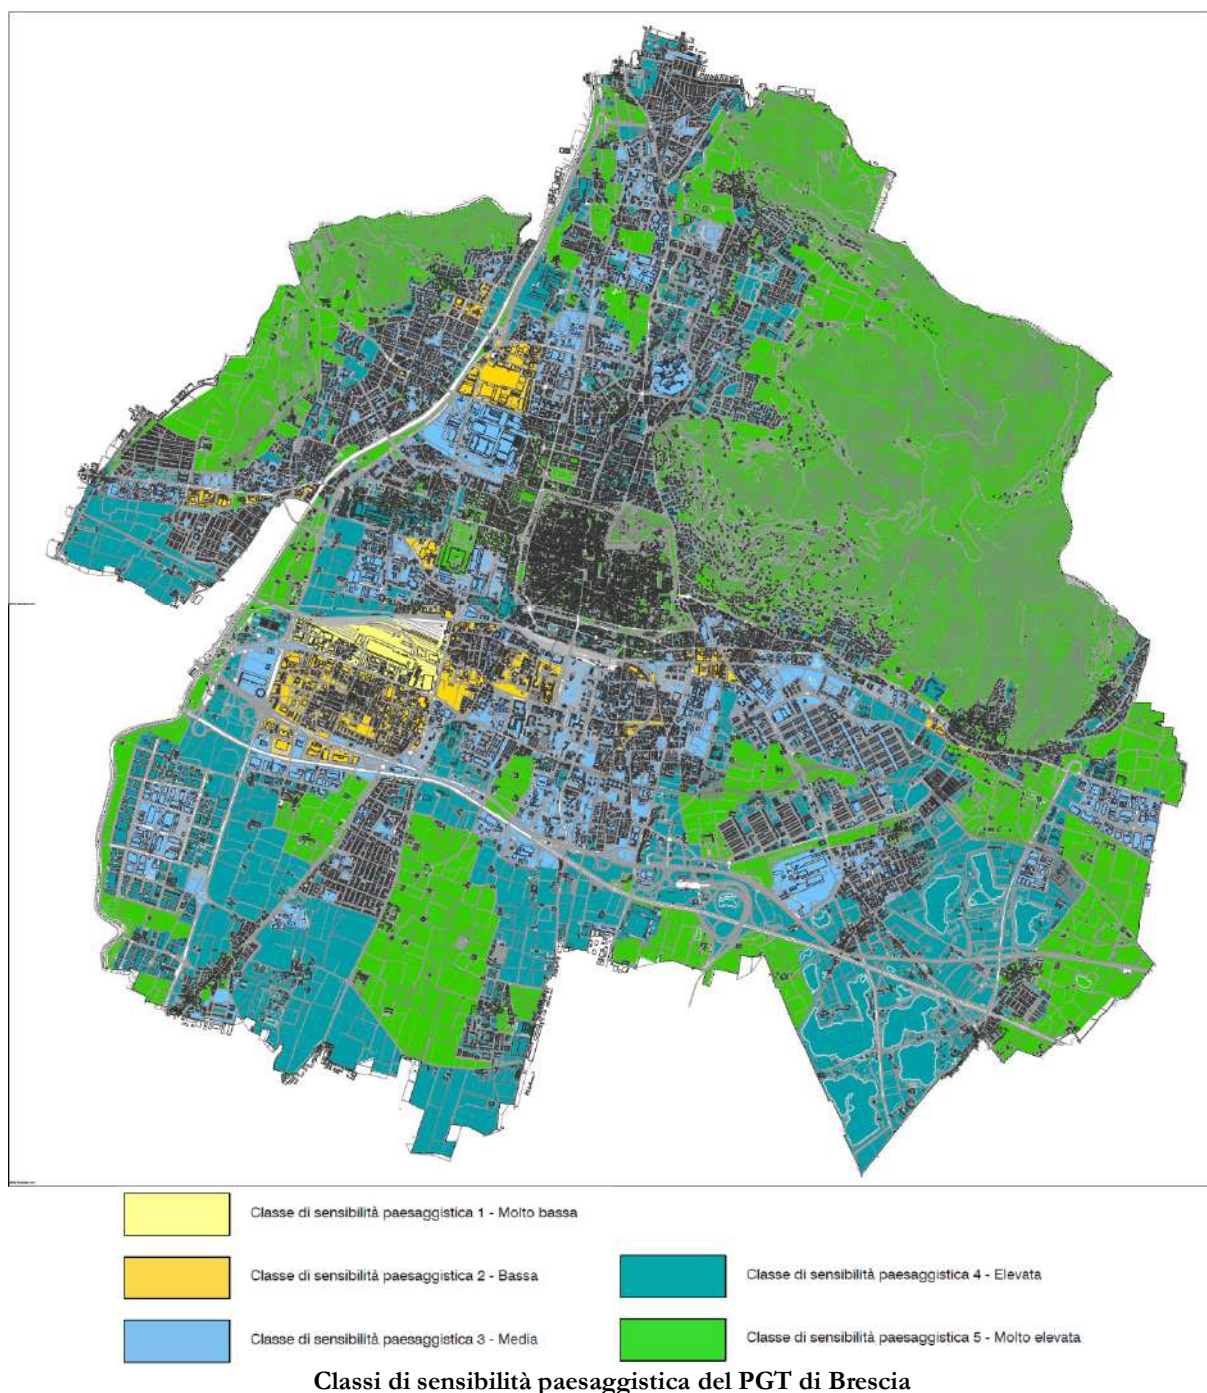 Classe di sensibilità paesaggistica 1 - Molto bassa
Classe di sensibilità paesaggistica 2 - Bassa
Classe di sensibilità paesaggistica 3 - Media
Classe di sensibilità paesaggistica 4 - Elevata
Classe di sensibilità paesaggistica 5 - Molto elevata
Classi di sensibilità paesaggistica del PGT di Brescia